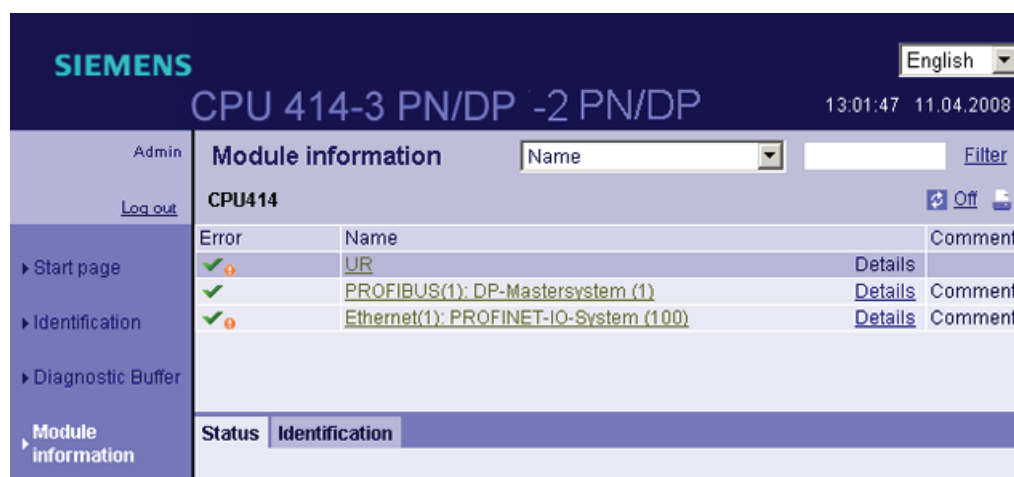 SIEMENS
English
CPU 414-3 PN/DP -2 PN/DP
13:01:47 11.04.2008
Admin
Module information
Name
Filter
Log out
CPU414
Off
Error Name Comment
UR Details
PROFIBUS(1): DP-Mastersystem (1) Details Comment
Ethernet(1): PROFINET-IO-System (100) Details Comment
Start page
Identification
Diagnostic Buffer
Module
information
Status Identification